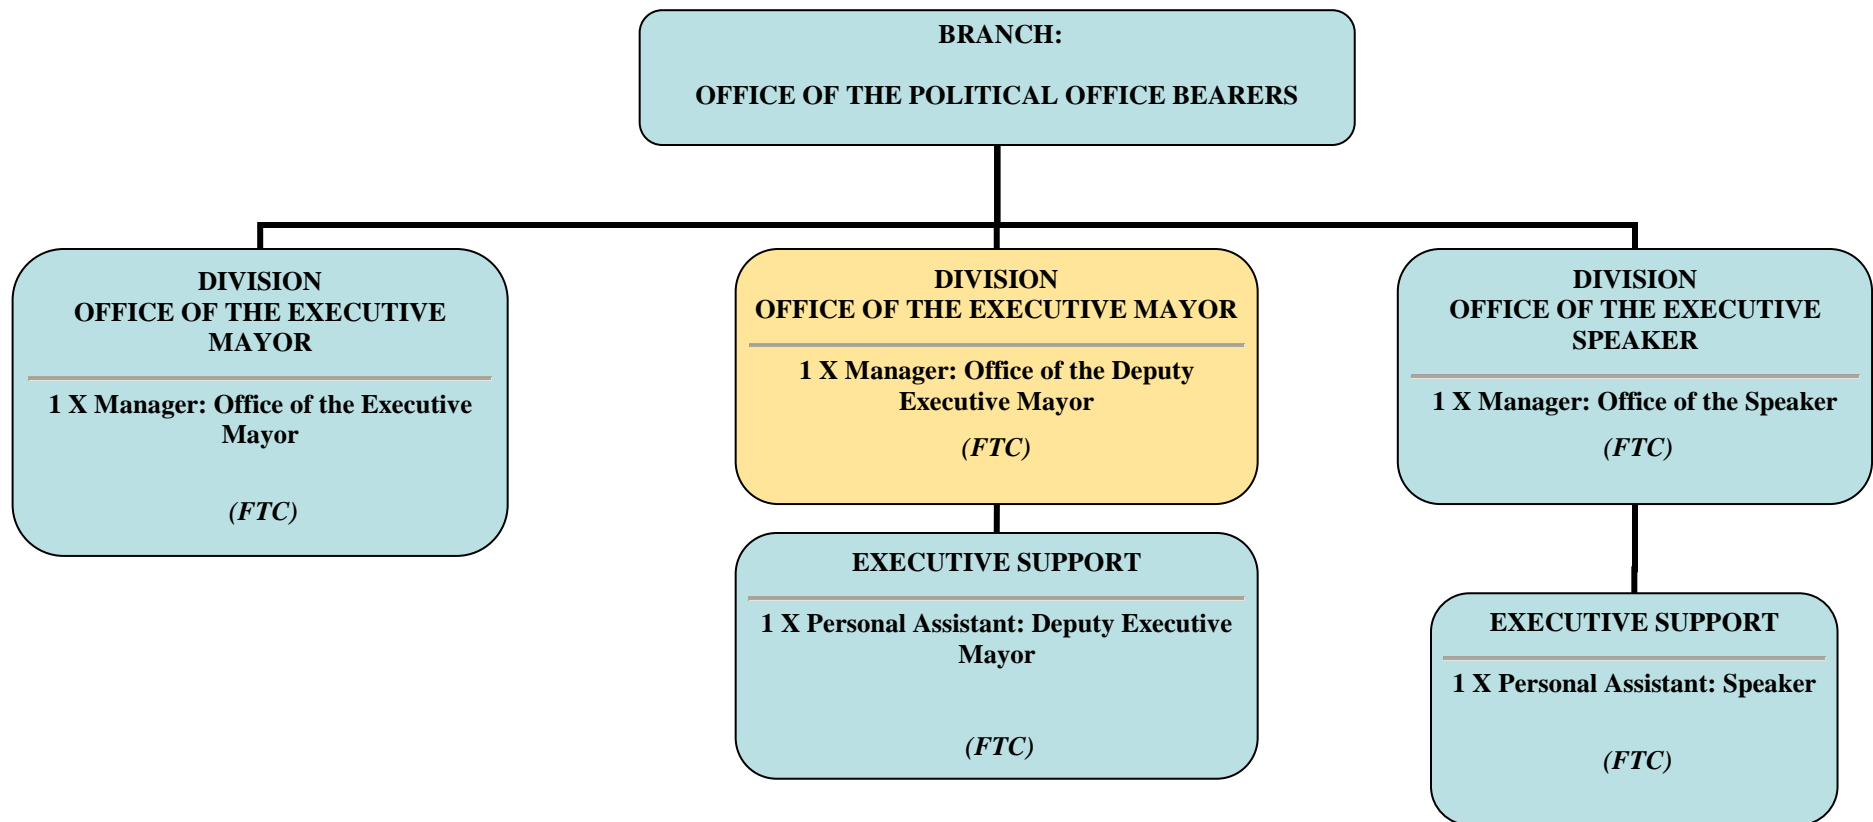 BRANCH:
OFFICE OF THE POLITICAL OFFICE BEARERS
DIVISION
OFFICE OF THE EXECUTIVE
MAYOR
1 X Manager: Office of the Executive
Mayor
(FTC)
DIVISION
OFFICE OF THE EXECUTIVE MAYOR
1 X Manager: Office of the Deputy
Executive Mayor
(FTC)
EXECUTIVE SUPPORT
1 X Personal Assistant: Deputy Executive
Mayor
(FTC)
DIVISION
OFFICE OF THE EXECUTIVE
SPEAKER
1 X Manager: Office of the Speaker
(FTC)
EXECUTIVE SUPPORT
1 X Personal Assistant: Speaker
(FTC)